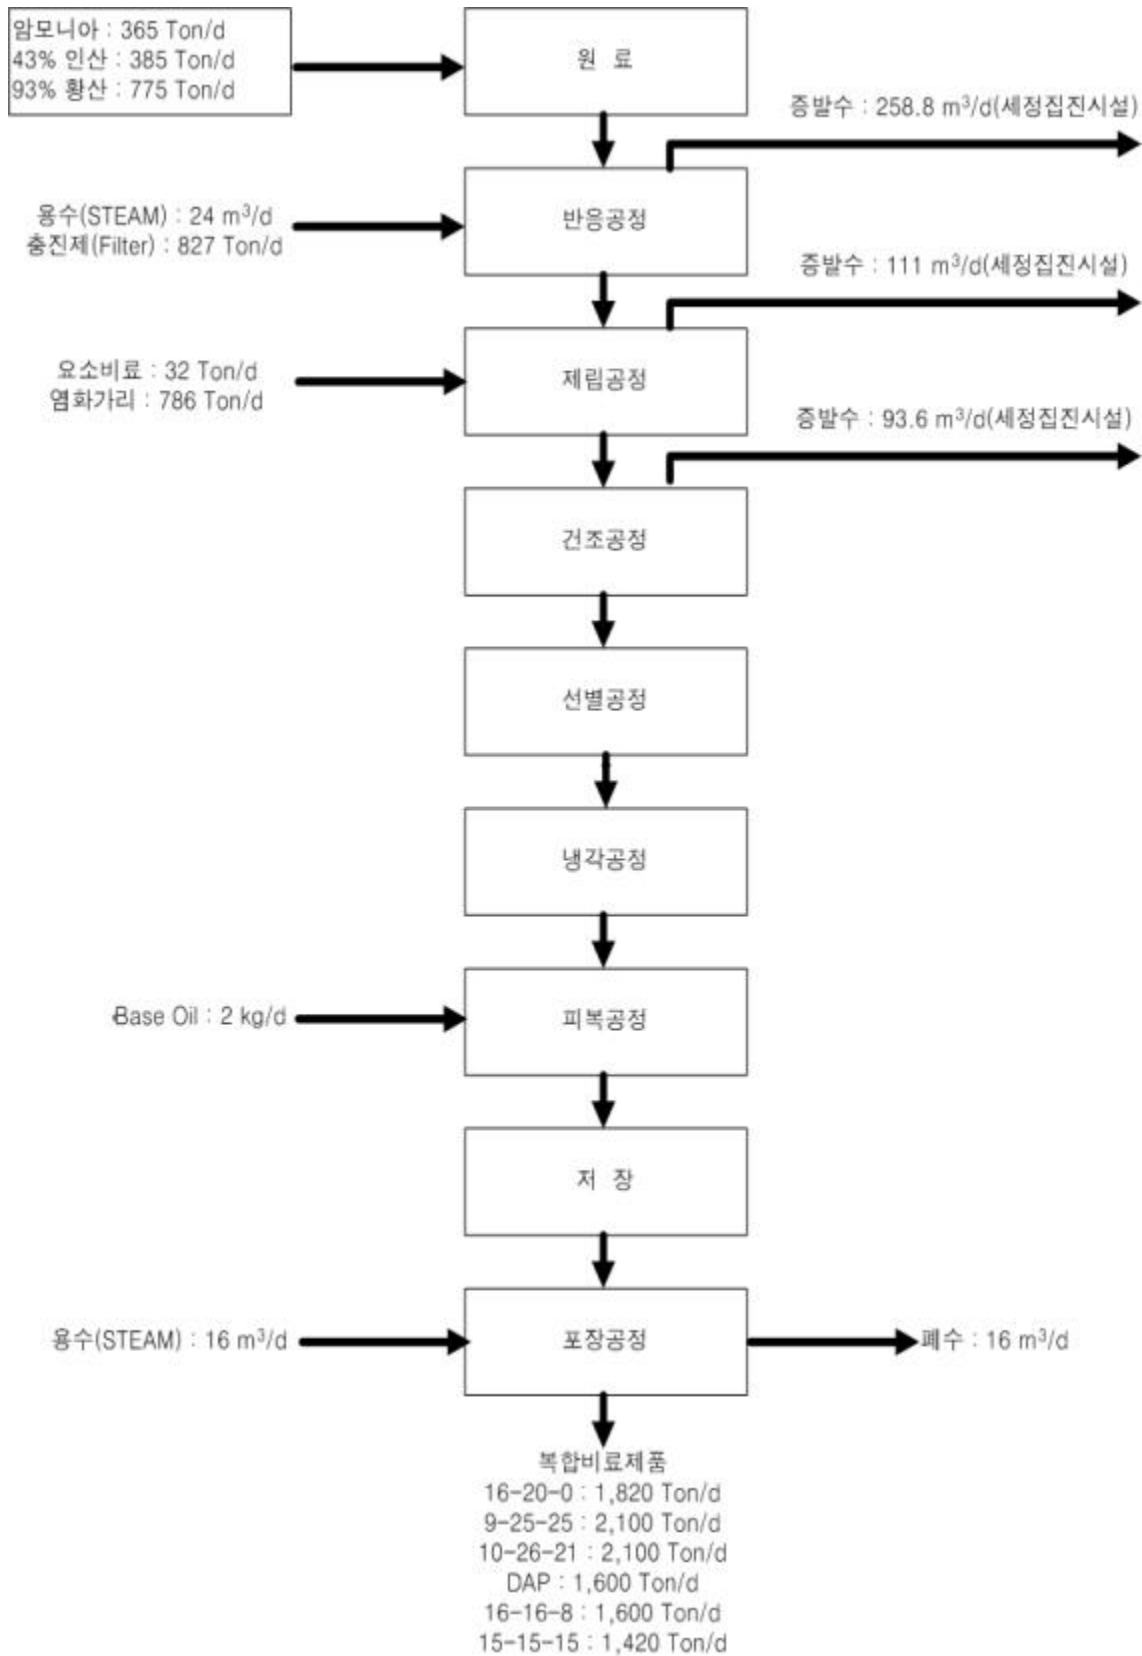 암모니아 : 365 Ton/d
43% 인산 : 385 Ton/d
93% 황산 : 775 Ton/d
원 료
증발수 : 258.8 m³/d(세정집진시설)
용수(STEAM) : 24 m³/d
충진제(Filter) : 827 Ton/d
반응공정
증발수 : 111 m³/d(세정집진시설)
요소비료 : 32 Ton/d
염화가리 : 786 Ton/d
제립공정
증발수 : 93.6 m³/d(세정집진시설)
건조공정
선별공정
냉각공정
Base Oil : 2 kg/d
피복공정
저 장
용수(STEAM) : 16 m³/d
포장공정
폐수 : 16 m³/d
복합비료제품
16-20-0 : 1,820 Ton/d
9-25-25 : 2,100 Ton/d
10-26-21 : 2,100 Ton/d
DAP : 1,600 Ton/d
16-16-8 : 1,600 Ton/d
15-15-15 : 1,420 Ton/d